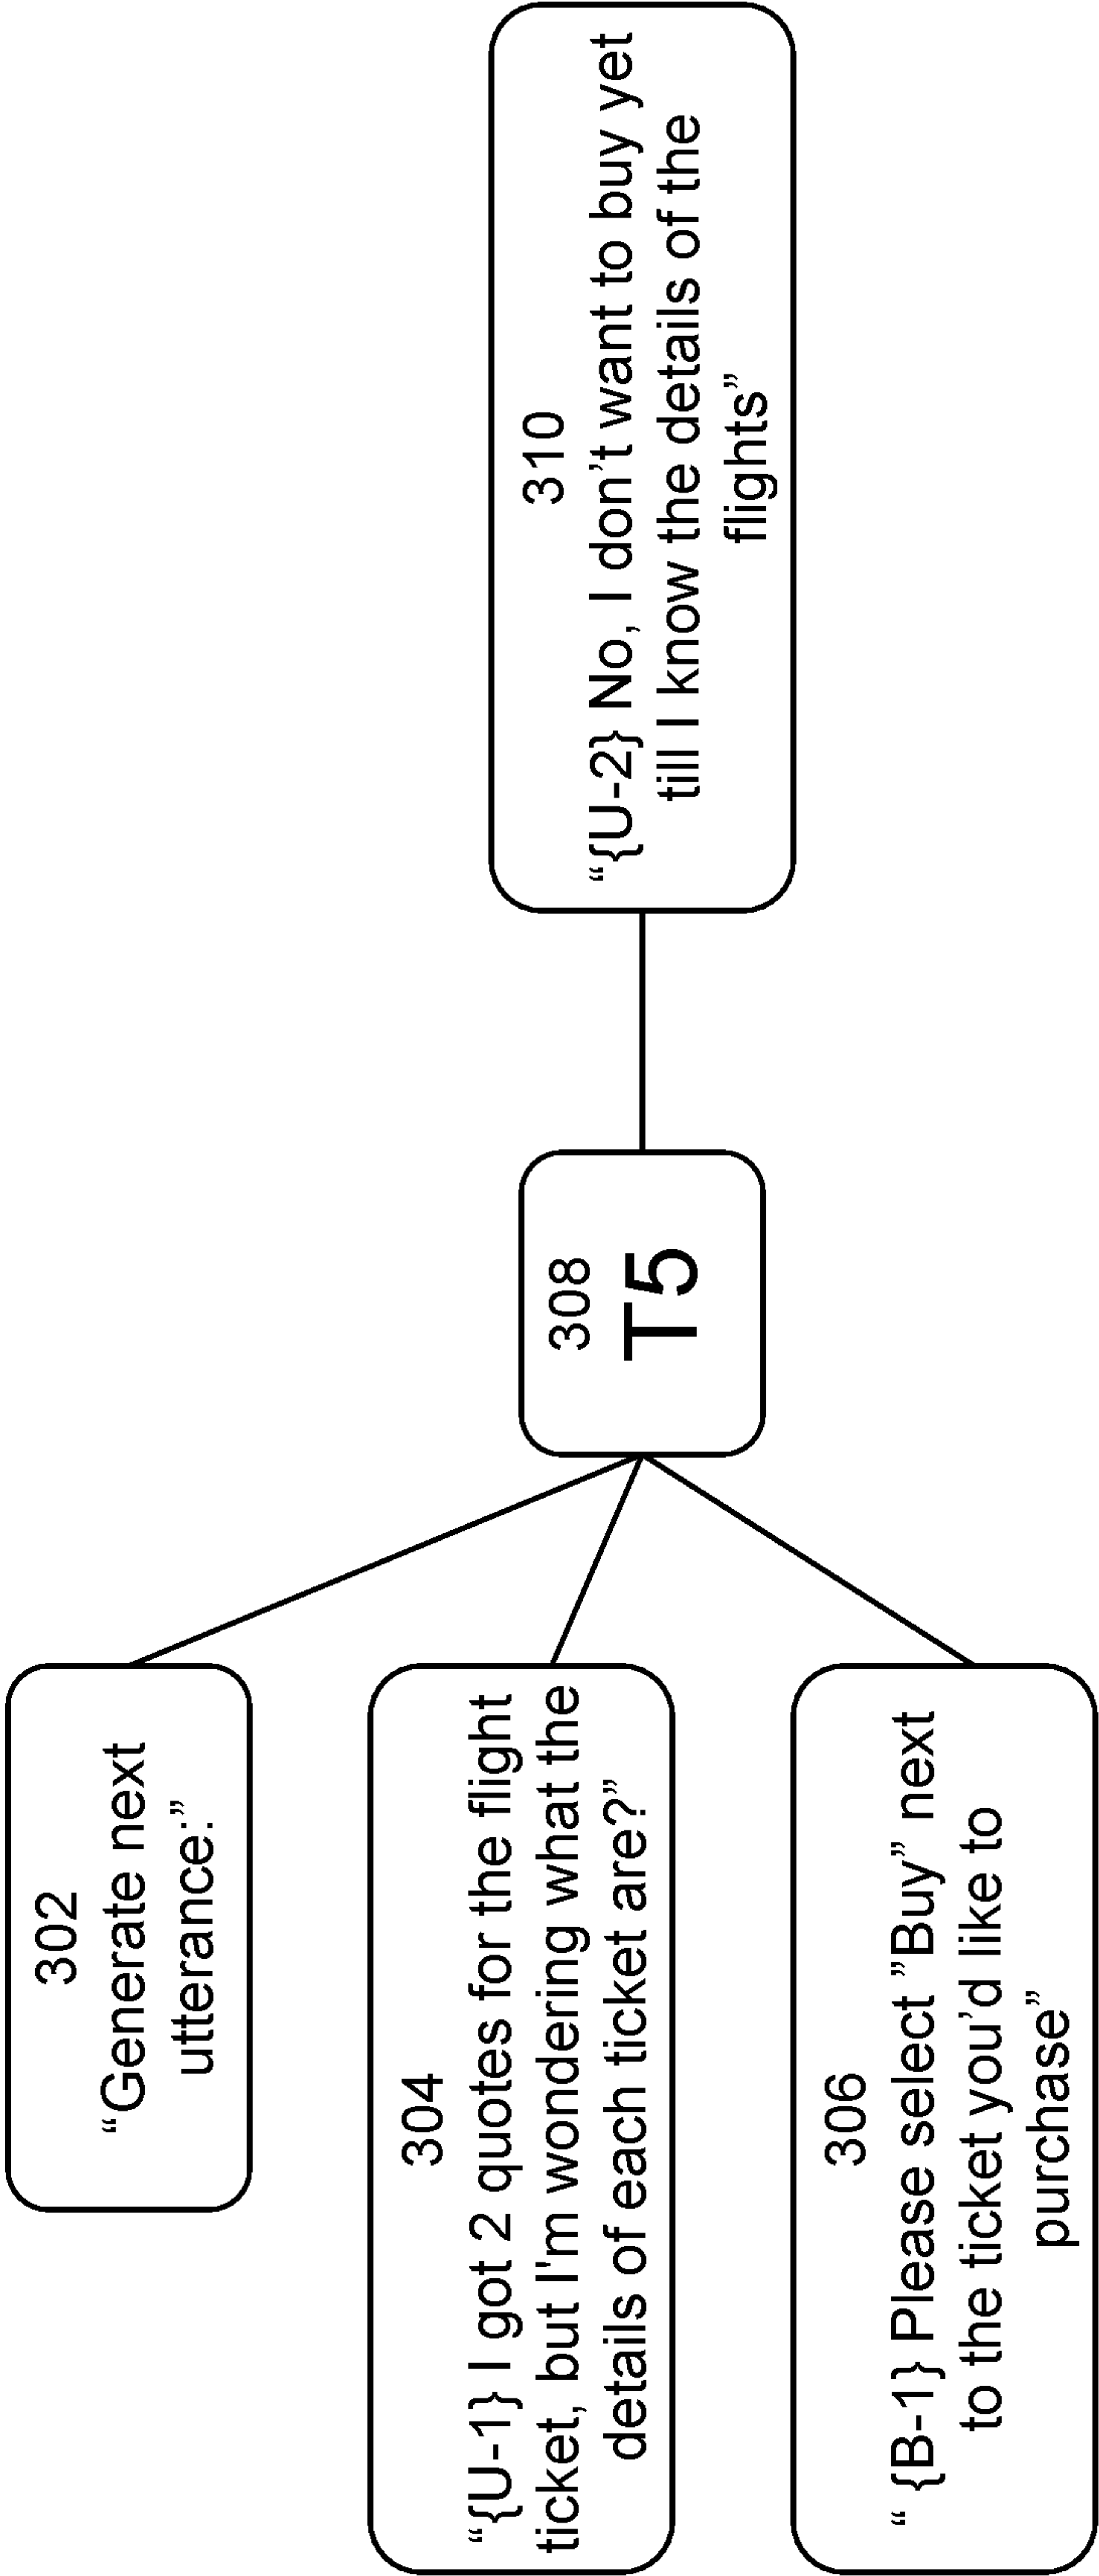 302
“Generate next
utterance:”
304
“{U-1} I got 2 quotes for the flight
ticket, but I'm wondering what the
details of each ticket are?”
306
“ {B-1} Please select ”Buy” next
to the ticket you’d like to
purchase”
308
T5
310
“{U-2} No, I don’t want to buy yet
till I know the details of the
flights”